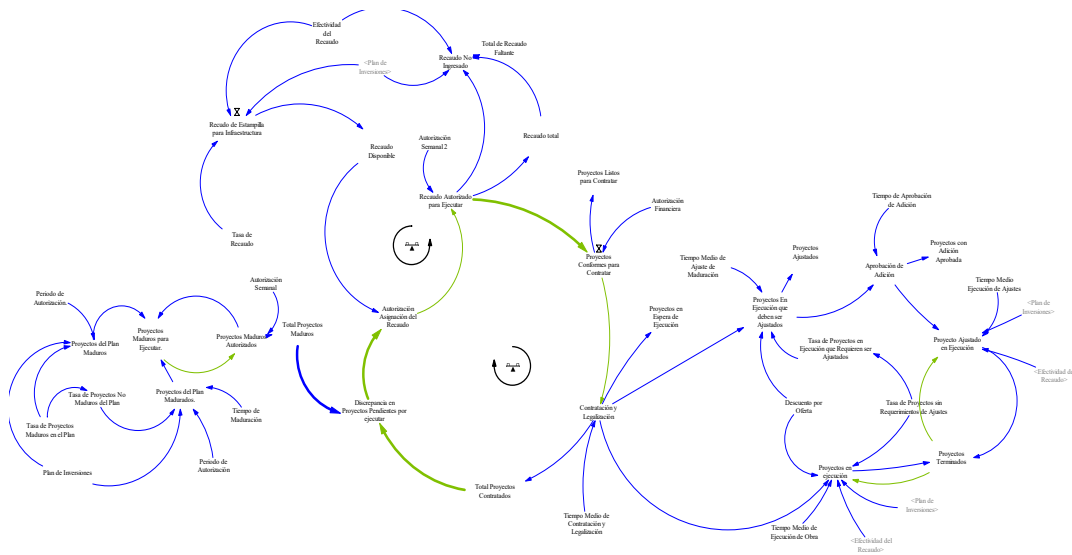 Efectividad
del
Recaudo
<Plan de
Inversiones>
Recaudo No
Ingresado
Total de Recaudo
Faltante
Recaudo de Estampilla
para Infraestructura
Recaudo
Disponible
Autorización
Semanal 2
Recaudo total
Recaudo Autorizado
para Ejecutar
Tasa de
Recaudo
Proyectos Listos
para Contratar
Autorización
Financiera
Proyectos
Conformes para
Contratar
Tiempo de Aprobación
de Adición
Tiempo Medio de
Ajuste de Maduración
Proyectos
Ajustados
Aprobación de
Adición
Proyectos con
Adición
Aprobada
Tiempo Medio
Ejecución de Ajustes
<Plan de
Inversiones>
Proyectos En
Ejecución que
deben ser
Ajustados
Proyecto Ajustado
en Ejecución
<Efectividad del
Recaudo>
Tasa de Proyectos en
Ejecución que Requieren ser
Ajustados
Periodo de
Autorización.
Autorización
Semanal
Proyectos del Plan
Maduros
Proyectos
Maduros para
Ejecutar.
Proyectos Maduros
Autorizados
Total Proyectos
Maduros
Autorización
Asignación del
Recaudo
Proyectos en
Espera de
Ejecución
Tasa de Proyectos No
Maduros del Plan
Proyectos del Plan
Madurados.
Tiempo de
Maduración
Discrepancia en
Proyectos Pendientes por
ejecutar
Contratación y
Legalización
Descuento por
Oferta
Tasa de Proyectos sin
Requerimientos de Ajustes
Tasa de Proyectos
Maduros en el Plan
Plan de Inversiones
Periodo de
Autorización
Proyectos
Terminados
Proyectos en
ejecución
Total Proyectos
Contratados
Tiempo Medio de
Contratación y
Legalización
Tiempo Medio de
Ejecución de Obra
<Plan de
Inversiones>
<Efectividad del
Recaudo>